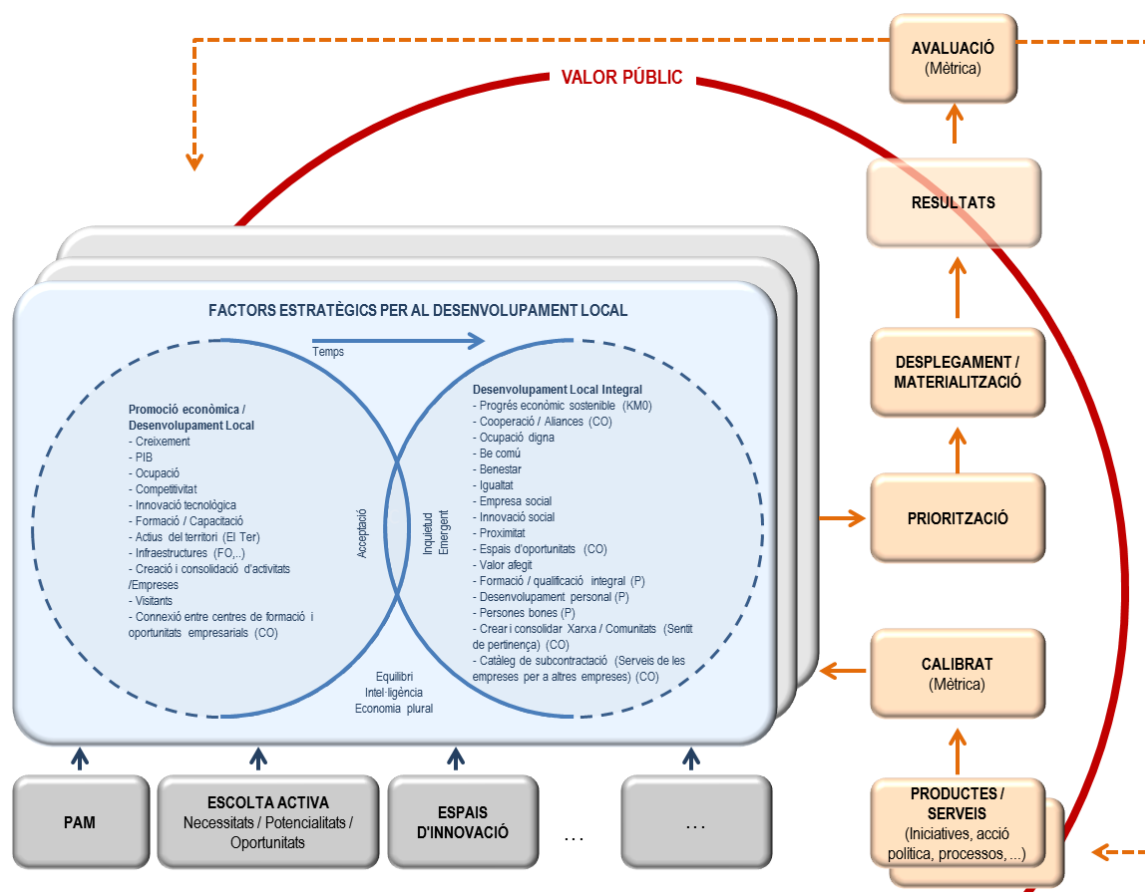 AVALUACIÓ
(Mètrica)
VALOR PÚBLIC
RESULTATS
FACTORS ESTRATÈGICS PER AL DESENVOLUPAMENT LOCAL
Temps
Promoció econòmica /
Desenvolupament Local
- Creixement
- PIB
- Ocupació
- Competitivitat
- Innovació tecnològica
- Formació / Capacitació
- Actius del territori (El Ter)
- Infraestructures (FO,..)
- Creació i consolidació d'activitats
/Empreses
- Visitants
- Connexió entre centres de formació i
oportunitats empresarials (CO)
Acceptació
Inquietud
Emergent
Desenvolupament Local Integral
- Progrés econòmic sostenible (KM0)
- Cooperació / Aliances (CO)
- Ocupació digna
- Be comú
- Benestar
- Igualtat
- Empresa social
- Innovació social
- Proximitat
- Espais d'oportunitats (CO)
- Valor afegit
- Formació / qualificació integral (P)
- Desenvolupament personal (P)
- Persones bones (P)
- Crear i consolidar Xarxa / Comunitats (Sentit
de pertinença) (CO)
- Catàleg de subcontractació (Serveis de les
empreses per a altres empreses) (CO)
Equilibri
Intel·ligència
Economia plural
DESPLEGAMENT /
MATERIALITZACIÓ
PRIORITZACIÓ
CALIBRAT
(Mètrica)
PRODUCTES /
SERVEIS
(Iniciatives, acció
política, processos, ...)
PAM
ESCOLTA ACTIVA
Necessitats / Potencialitats /
Oportunitats
ESPAIS
D'INNOVACIÓ
...
...